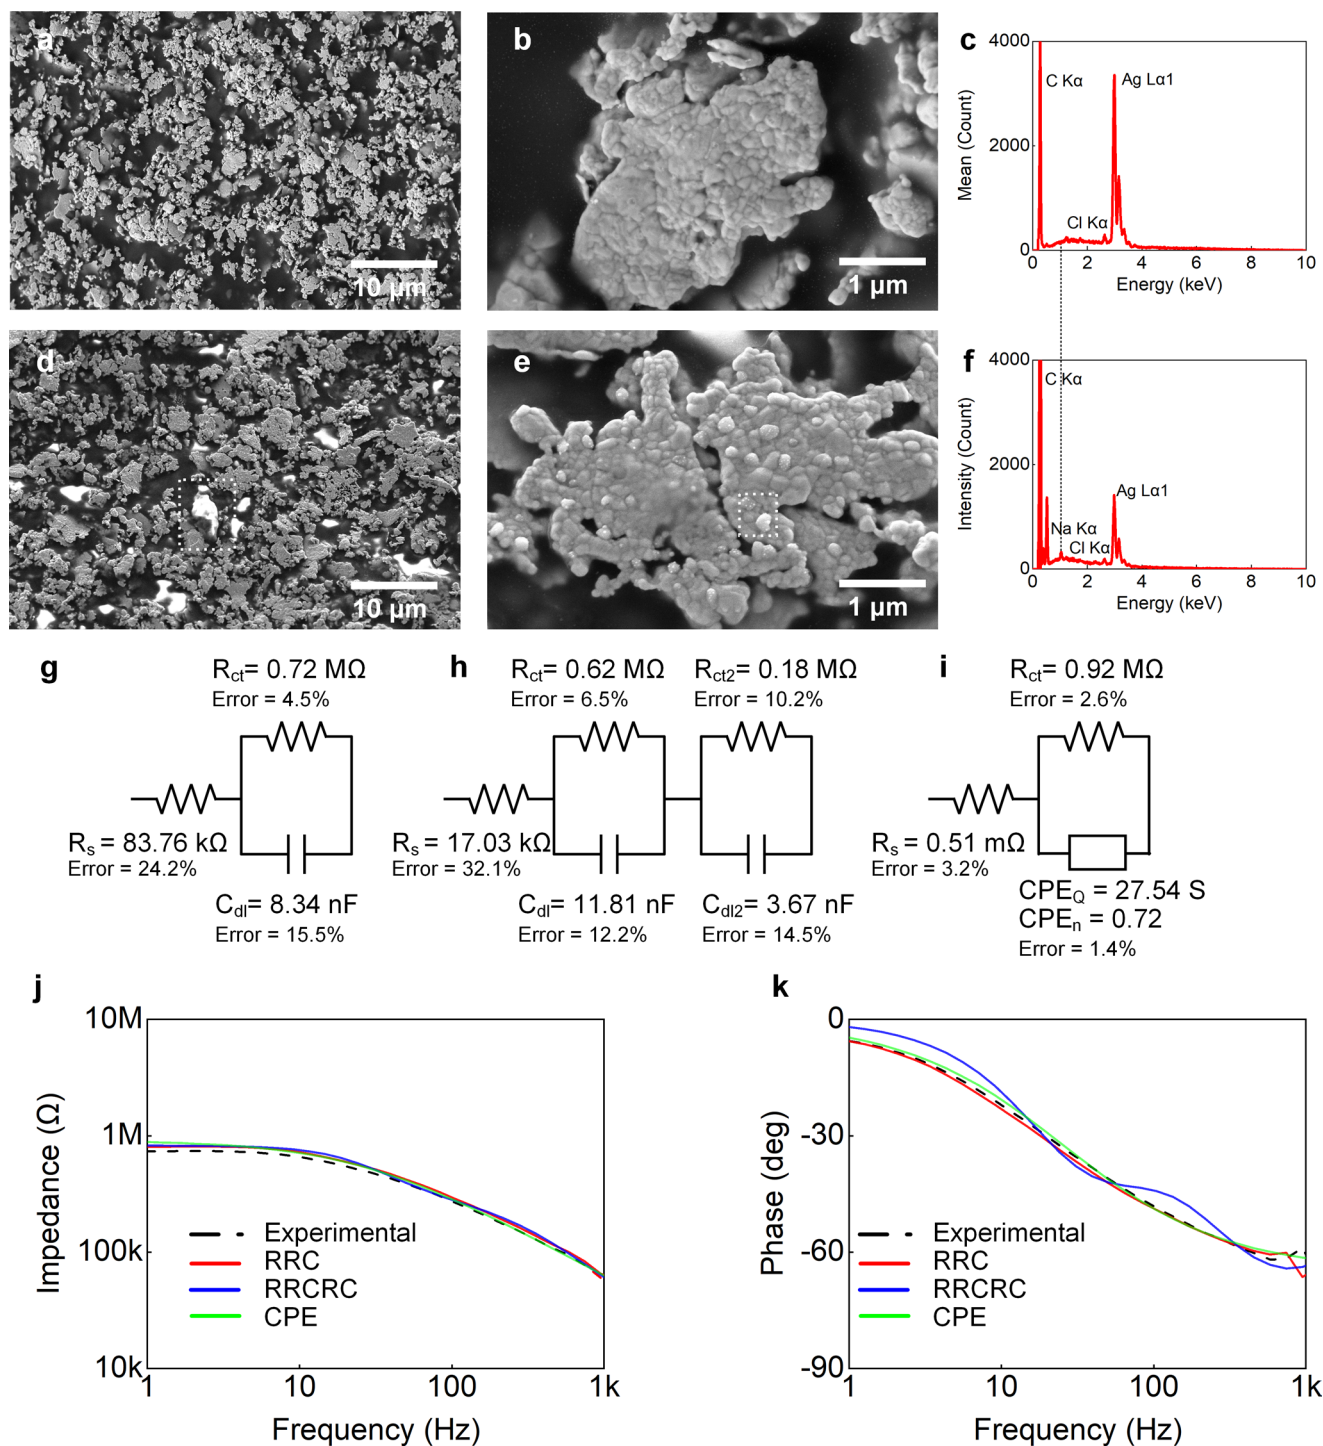 a
10 μm
b
1 μm
c
4000
2000
0
Mean (Count)
C Kα
Ag Lα1
Cl Kα
0 2 4 6 8 10
Energy (keV)
d
10 μm
e
1 μm
f
4000
2000
0
Intensity (Count)
C Kα
Ag Lα1
Na Kα
Cl Kα
0 2 4 6 8 10
Energy (keV)
g
Rct= 0.72 MΩ
Error = 4.5%
Rs = 83.76 kΩ
Error = 24.2%
Cdl= 8.34 nF
Error = 15.5%
h
Rct= 0.62 MΩ
Error = 6.5%
Rct2= 0.18 MΩ
Error = 10.2%
Rs = 17.03 kΩ
Error = 32.1%
Cdl= 11.81 nF
Error = 12.2%
Cdl2= 3.67 nF
Error = 14.5%
i
Rct= 0.92 MΩ
Error = 2.6%
Rs = 0.51 mΩ
Error = 3.2%
CPEQ = 27.54 S
CPEn = 0.72
Error = 1.4%
j
10M
1M
100k
10k
Impedance (Ω)
Experimental
RRC
RRCRC
CPE
1 10 100 1k
Frequency (Hz)
k
0
-30
-60
-90
Phase (deg)
Experimental
RRC
RRCRC
CPE
1 10 100 1k
Frequency (Hz)